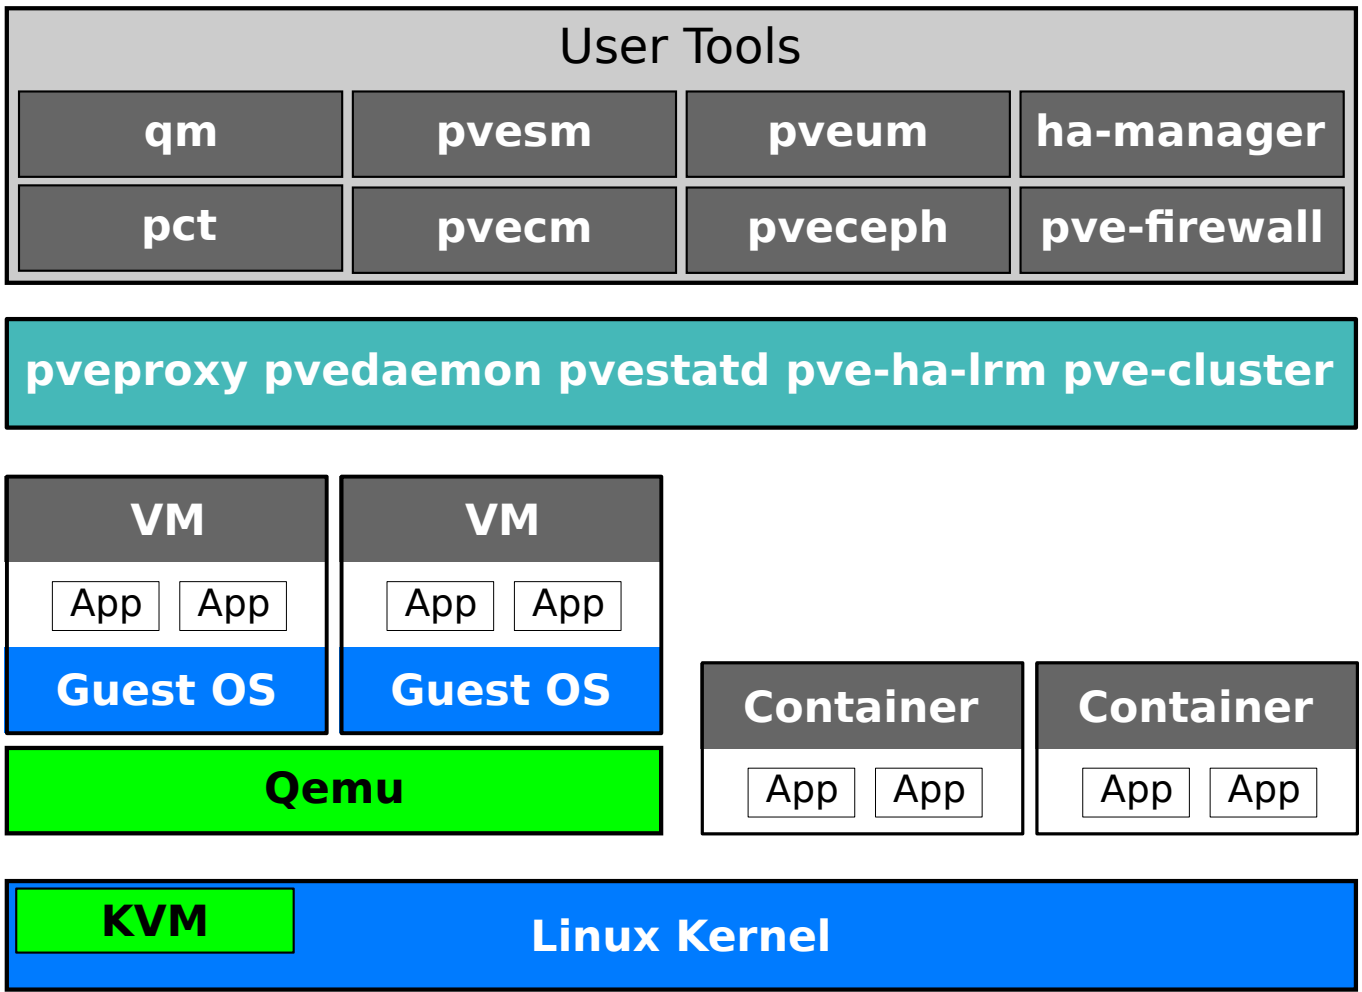 User Tools
qm pvesm pveum ha-manager
pct pvecm pveceph pve-firewall
pveproxy pvedaemon pvestatd pve-ha-lrm pve-cluster
VM VM
App App App App
Guest OS Guest OS
Container Container
Qemu
App App App App
KVM
Linux Kernel